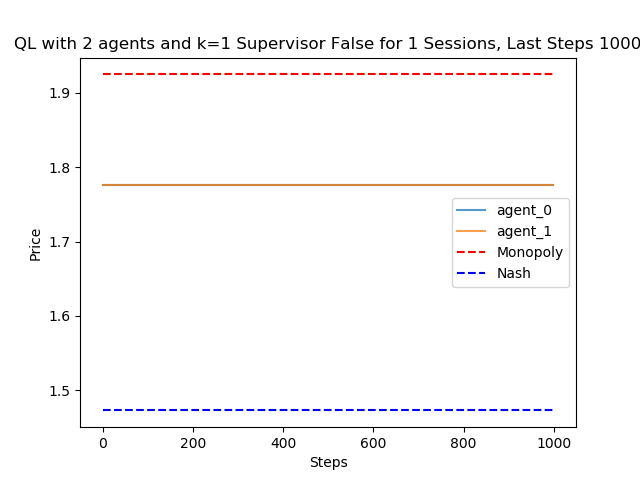 QL with 2 agents and k=1 Supervisor False for 1 Sessions, Last Steps 1000
1.9
1.8
1.7
1.6
1.5
Price
agent_0
agent_1
Monopoly
Nash
0 200 400 600 800 1000
Steps